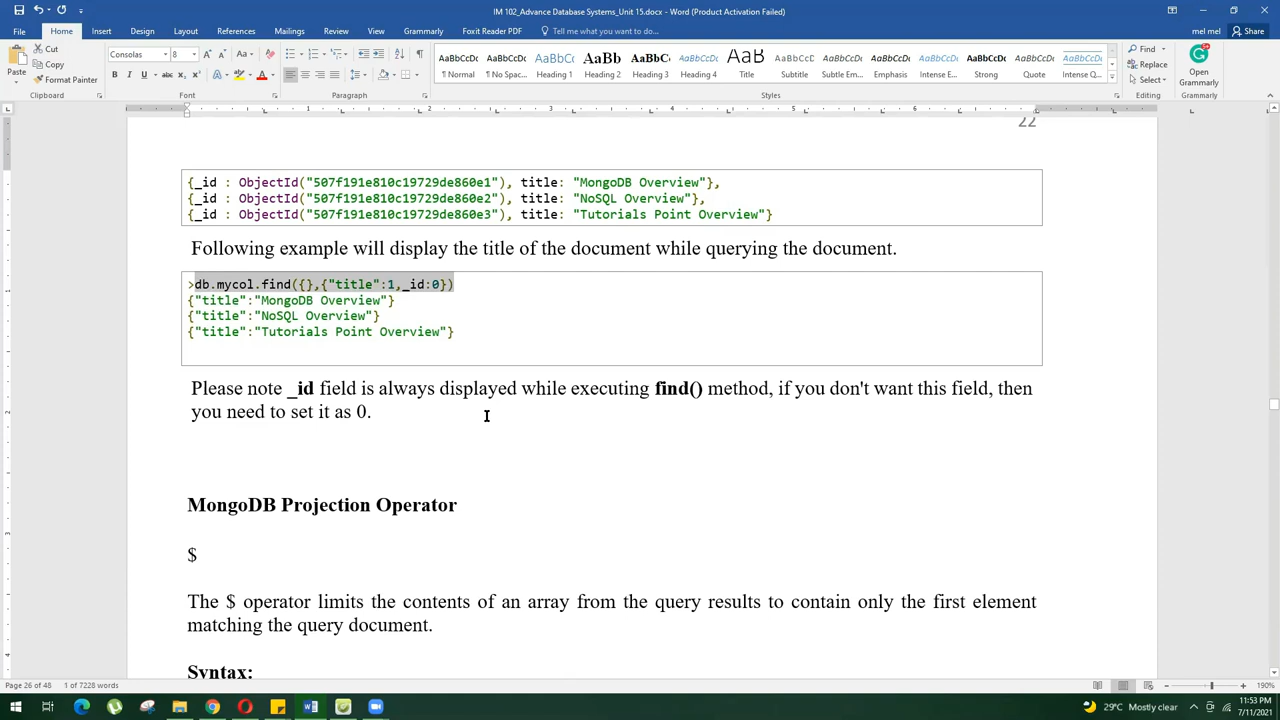 IM 102_Advance Database Systems_Unit 15.docx - Word (Product Activation Failed)
File Home Insert Design Layout References Mailings Review View Grammarly Foxit Reader PDF Tell me what you want to do... mel mel Share
Paste
Cut
Copy
Format Painter
Clipboard
Consolas 8
Font
Paragraph
AaBbCcDc AaBbCcDc AaBbCc AaBb AaBbCc AaBbCcDc AaB AaBbCcD AaBbCcDc AaBbCcDc AaBbCcDc AaBbCcDc AaBbCcDc AaBbCcDc
¶ Normal ¶ No Spac... Heading 1 Heading 2 Heading 3 Heading 4 Title Subtitle Subtle Em... Emphasis Intense E... Strong Quote Intense Q...
Styles
Find
Replace
Select
Editing
Open Grammarly
Grammarly
22
{_id : ObjectId("507f191e810c19729de860e1"), title: "MongoDB Overview"},
{_id : ObjectId("507f191e810c19729de860e2"), title: "NoSQL Overview"},
{_id : ObjectId("507f191e810c19729de860e3"), title: "Tutorials Point Overview"}
Following example will display the title of the document while querying the document.
>db.mycol.find({},{"title":1,_id:0})
{"title":"MongoDB Overview"}
{"title":"NoSQL Overview"}
{"title":"Tutorials Point Overview"}
Please note _id field is always displayed while executing find() method, if you don't want this field, then
you need to set it as 0.
MongoDB Projection Operator
$
The $ operator limits the contents of an array from the query results to contain only the first element
matching the query document.
Syntax:
Page 26 of 48 1 of 7228 words 190%
29°C Mostly clear 11:53 PM
7/11/2021